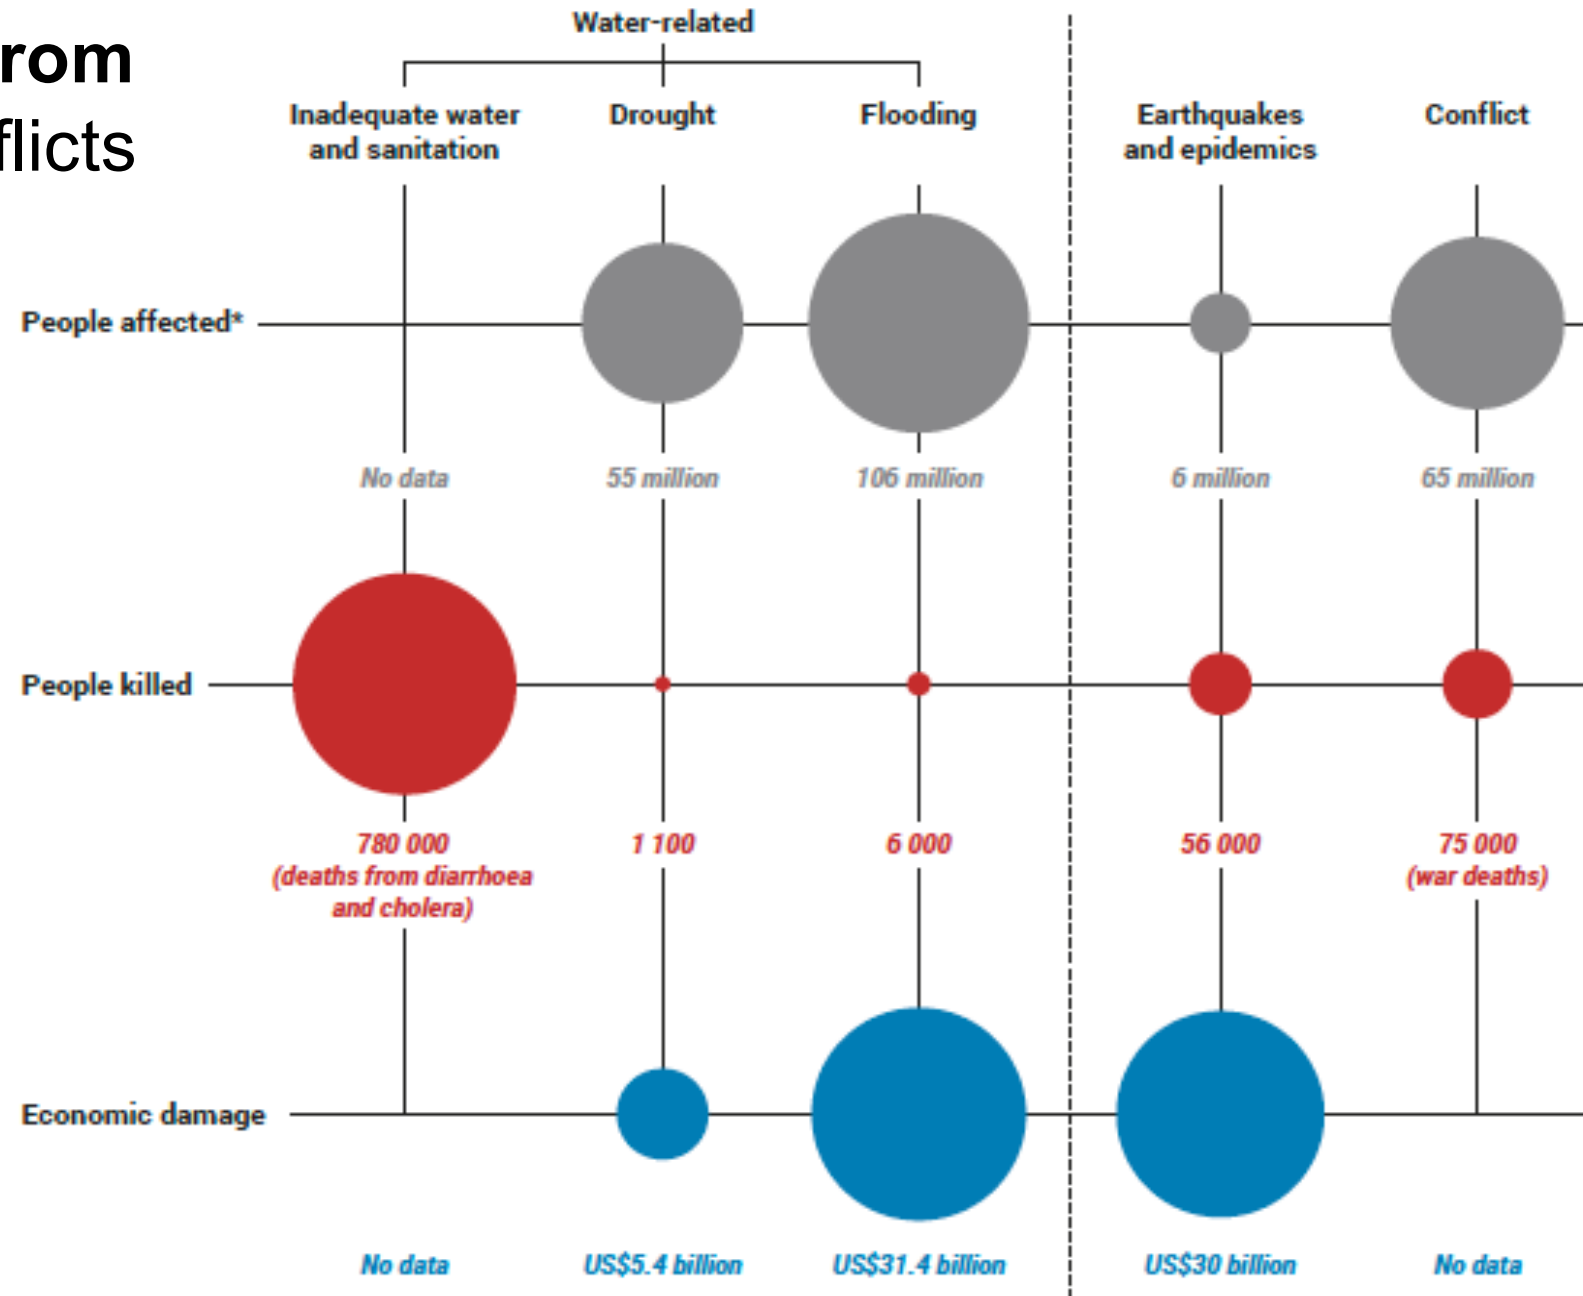 rom
flicts
Water-related
Inadequate water
and sanitation
Drought
Flooding
Earthquakes
and epidemics
Conflict
People affected*
No data
55 million
106 million
6 million
65 million
People killed
780 000
(deaths from diarrhoea
and cholera)
1 100
6 000
56 000
75 000
(war deaths)
Economic damage
No data
US$5.4 billion
US$31.4 billion
US$30 billion
No data